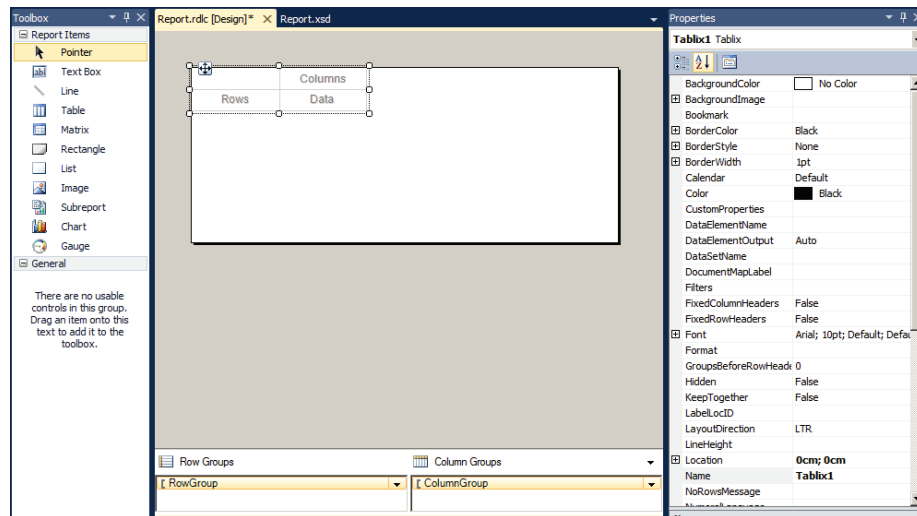 Toolbox
Report Items
Pointer
Text Box
Line
Table
Matrix
Rectangle
List
Image
Subreport
Chart
Gauge
General
There are no usable
controls in this group.
Drag an item onto this
text to add it to the
toolbox.
Report.rdlc [Design]* Report.xsd
Columns
Rows Data
Row Groups Column Groups
RowGroup ColumnGroup
Properties
Tablix1 Tablix
BackgroundColor No Color
BackgroundImage
Bookmark
BorderColor Black
BorderStyle None
BorderWidth 1pt
Calendar Default
Color Black
CustomProperties
DataElementName
DataElementOutput Auto
DataSetName
DocumentMapLabel
Filters
FixedColumnHeaders False
FixedRowHeaders False
Font Arial; 10pt; Default; Defau
Format
GroupsBeforeRowHeade 0
Hidden False
KeepTogether False
LabelLocID
LayoutDirection LTR
LineHeight
Location 0cm; 0cm
Name Tablix1
NoRowsMessage